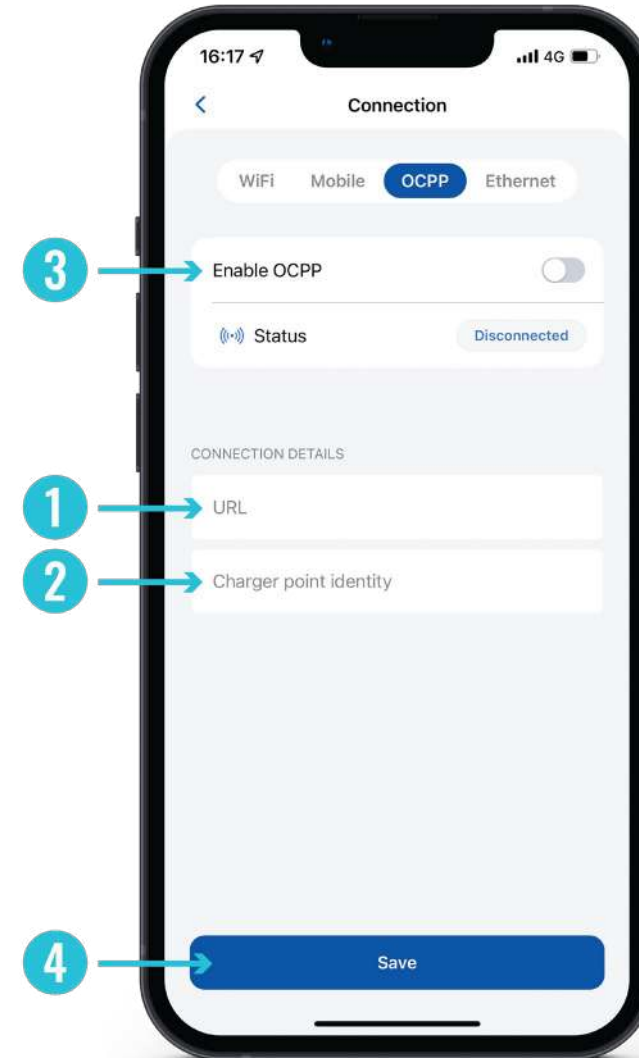 16:17
4G
Connection
WiFi Mobile OCPP Ethernet
3 Enable OCPP
Status Disconnected
CONNECTION DETAILS
1 URL
2 Charger point identity
4 Save